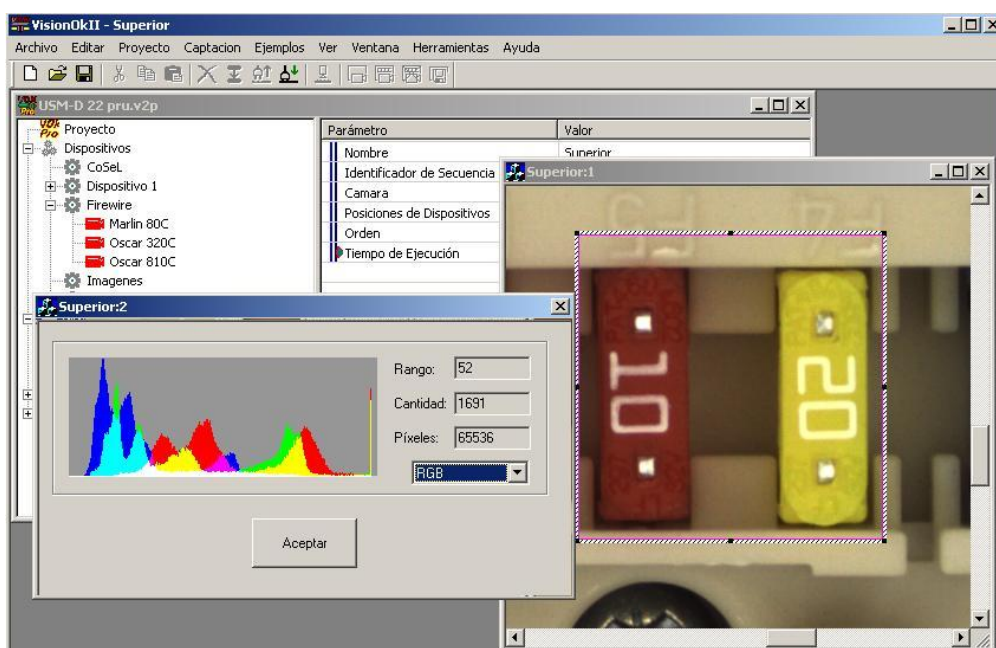 VisionOkII - Superior
Archivo Editar Proyecto Captacion Ejemplos Ver Ventana Herramientas Ayuda
USM-D 22 pru.v2p
VOk Pro Proyecto
Dispositivos
CoSeL
Dispositivo 1
Firewire
Marlin 80C
Oscar 320C
Oscar 810C
Imagenes
Parámetro Valor
Nombre Superior
Identificador de Secuencia
Camara
Posiciones de Dispositivos
Orden
Tiempo de Ejecución
Superior:1
10 20
Superior:2
Rango: 52
Cantidad: 1691
Píxeles: 65536
RGB
Aceptar